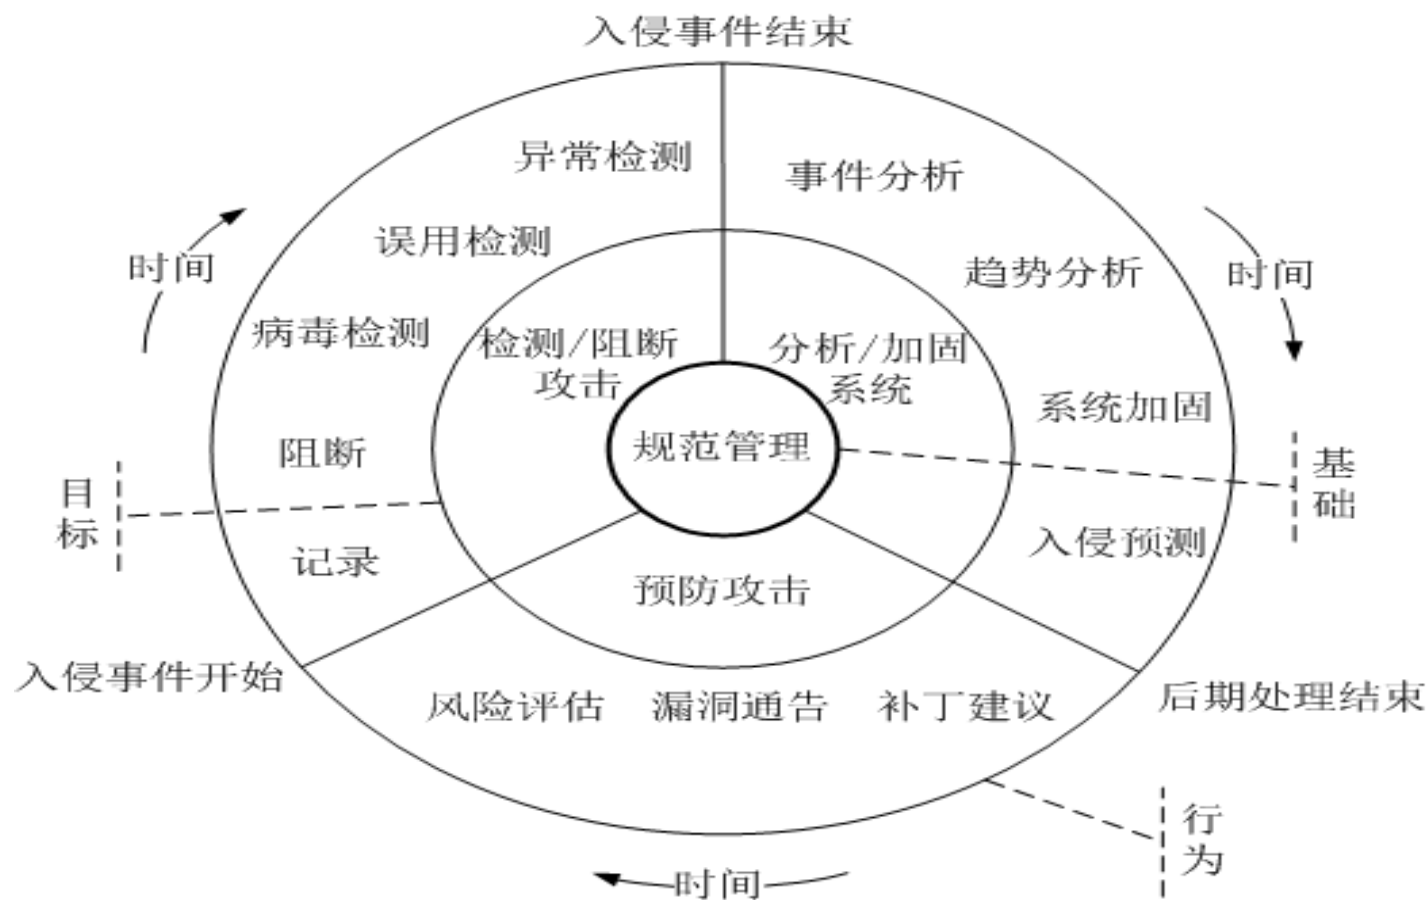 入侵事件结束
异常检测
事件分析
误用检测
时间
趋势分析
时间
病毒检测
检测/阻断
攻击
分析/加固
系统
系统加固
规范管理
阻断
目
标
基
础
记录
入侵预测
预防攻击
入侵事件开始
后期处理结束
风险评估
漏洞通告
补丁建议
行
为
时间